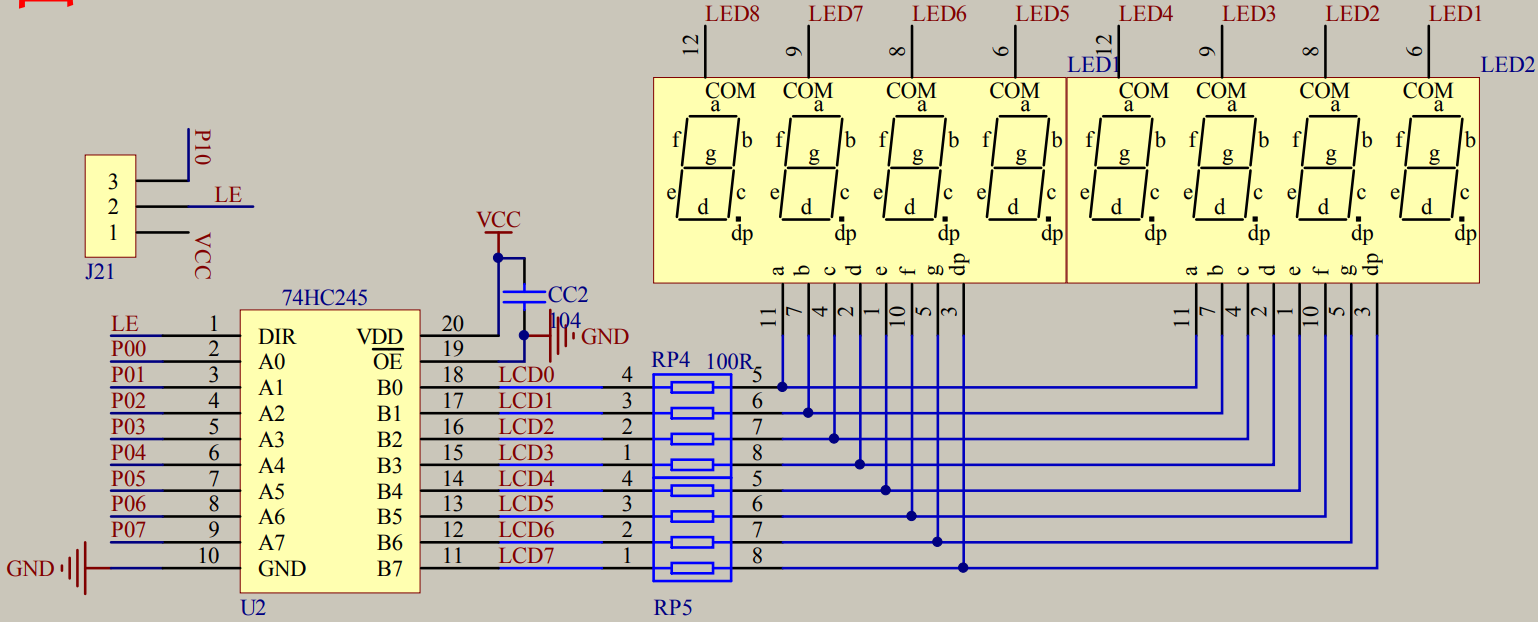 LED8 LED7 LED6 LED5 LED4 LED3 LED2 LED1
12 9 8 6 12 9 8 6
LED1 LED2
COM COM COM COM COM COM COM COM
a a a a a a a a
f b f b f b f b f b f b f b f b
g g g g g g g g
e c e c e c e c e c e c e c e c
d d d d d d d d
dp dp dp dp dp dp dp dp
a b c d e f g dp a b c d e f g dp
11 7 4 2 1 10 5 3 11 7 4 2 1 10 5 3
P10
3
2 LE
1
VCC
J21
VCC
CC2
104
GND
74HC245
LE 1 DIR VDD 20
P00 2 A0 OE 19
P01 3 A1 B0 18 LCD0 4 5
P02 4 A2 B1 17 LCD1 3 6
P03 5 A3 B2 16 LCD2 2 7
P04 6 A4 B3 15 LCD3 1 8
P05 7 A5 B4 14 LCD4 4 5
P06 8 A6 B5 13 LCD5 3 6
P07 9 A7 B6 12 LCD6 2 7
GND 10 GND B7 11 LCD7 1 8
RP4 100R
U2
RP5